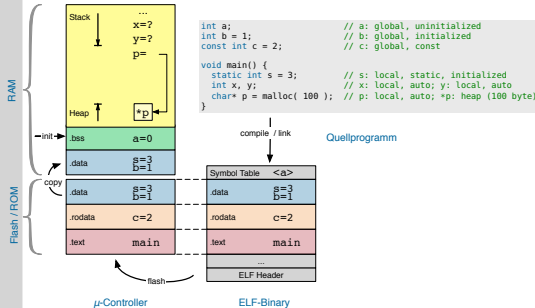 RAM
Flash / ROM
Stack
...
x=?
y=?
p=
Heap
*p
init
.bss a=0
.data s=3
b=1
copy
.data s=3
b=1
.rodata c=2
.text main
flash
µ-Controller
int a; // a: global, uninitialized
int b = 1; // b: global, initialized
const int c = 2; // c: global, const
void main() {
static int s = 3; // s: local, static, initialized
int x, y; // x: local, auto; y: local, auto
char* p = malloc( 100 ); // p: local, auto; *p: heap (100 byte)
}
compile / link
Quellprogramm
Symbol Table <a>
.data s=3
b=1
.rodata c=2
.text main
...
ELF Header
ELF-Binary